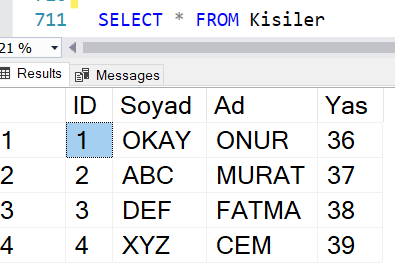 711 SELECT * FROM Kisiler
21 %
Results Messages
ID Soyad Ad Yas
1 1 OKAY ONUR 36
2 2 ABC MURAT 37
3 3 DEF FATMA 38
4 4 XYZ CEM 39